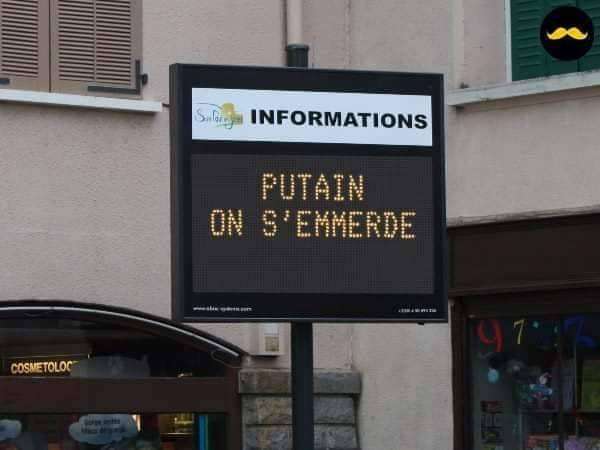 INFORMATIONS
PUTAIN
ON S'EMMERDE
COSMETOLOG